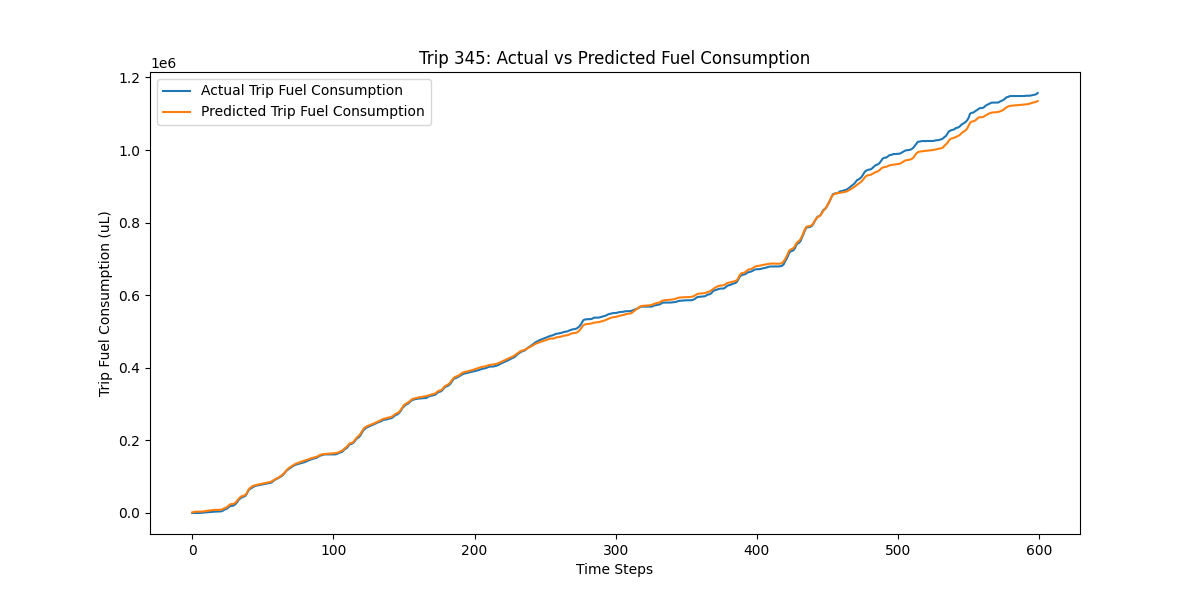 Trip 345: Actual vs Predicted Fuel Consumption
1e6
Actual Trip Fuel Consumption
Predicted Trip Fuel Consumption
Trip Fuel Consumption (uL)
1.2
1.0
0.8
0.6
0.4
0.2
0.0
0 100 200 300 400 500 600
Time Steps